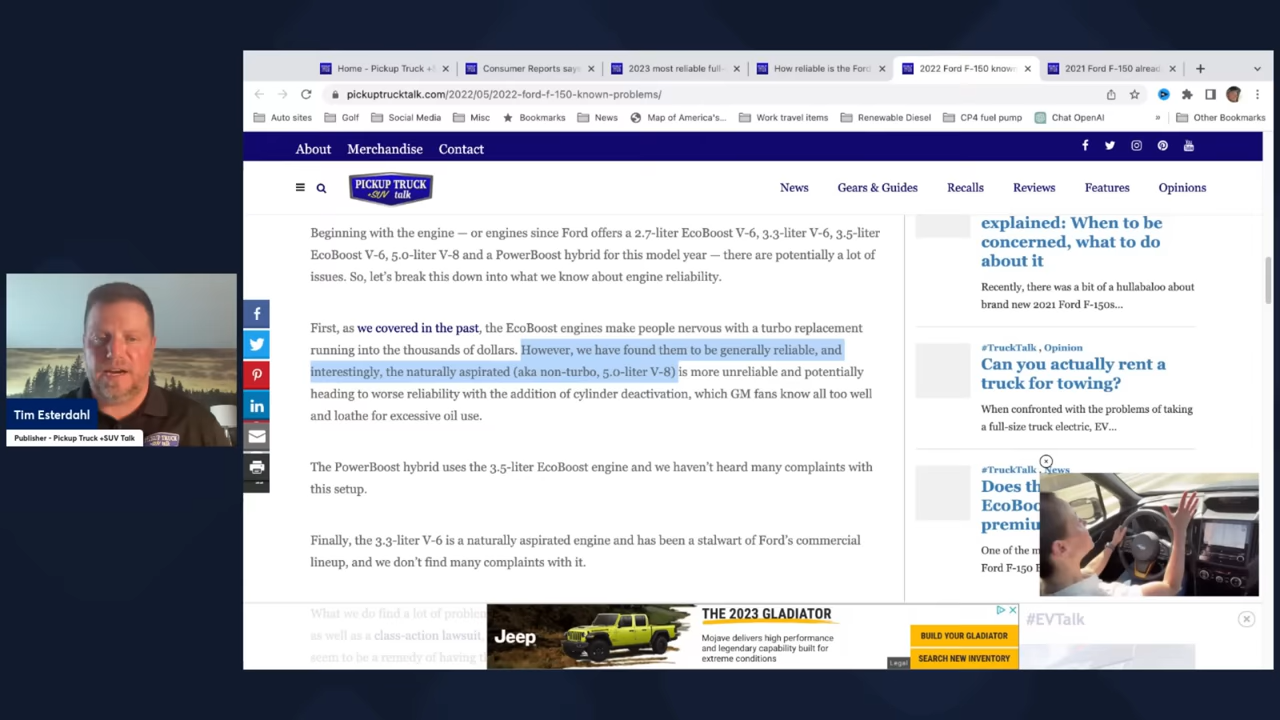 Home - Pickup Truck +
Consumer Reports says
2023 most reliable full-
How reliable is the Ford
2022 Ford F-150 known
2021 Ford F-150 alread
pickuptrucktalk.com/2022/05/2022-ford-f-150-known-problems/
Auto sites
Golf
Social Media
Misc
Bookmarks
News
Map of America's...
Work travel items
Renewable Diesel
CP4 fuel pump
Chat OpenAI
»
Other Bookmarks
About
Merchandise
Contact
PICKUP TRUCK
+SUV talk
News
Gears & Guides
Recalls
Reviews
Features
Opinions
Beginning with the engine — or engines since Ford offers a 2.7-liter EcoBoost V-6, 3.3-liter V-6, 3.5-liter
EcoBoost V-6, 5.0-liter V-8 and a PowerBoost hybrid for this model year — there are potentially a lot of
issues. So, let's break this down into what we know about engine reliability.
First, as we covered in the past, the EcoBoost engines make people nervous with a turbo replacement
running into the thousands of dollars. However, we have found them to be generally reliable, and
interestingly, the naturally aspirated (aka non-turbo, 5.0-liter V-8) is more unreliable and potentially
heading to worse reliability with the addition of cylinder deactivation, which GM fans know all too well
and loathe for excessive oil use.
The PowerBoost hybrid uses the 3.5-liter EcoBoost engine and we haven't heard many complaints with
this setup.
Finally, the 3.3-liter V-6 is a naturally aspirated engine and has been a stalwart of Ford's commercial
lineup, and we don't find many complaints with it.
What we do find a lot of proble
as well as a class-action lawsuit.
seem to be a remedy of having th
explained: When to be
concerned, what to do
about it
Recently, there was a bit of a hullabaloo about
brand new 2021 Ford F-150s...
#TruckTalk , Opinion
Can you actually rent a
truck for towing?
When confronted with the problems of taking
a full-size truck electric, EV...
#TruckTalk , News
Does th
EcoBoo
premiu
One of the m
Ford F-150 E
#EVTalk
Jeep
THE 2023 GLADIATOR
Mojave delivers high performance
and legendary capability built for
extreme conditions
BUILD YOUR GLADIATOR
SEARCH NEW INVENTORY
Legal
Tim Esterdahl
Publisher - Pickup Truck +SUV Talk